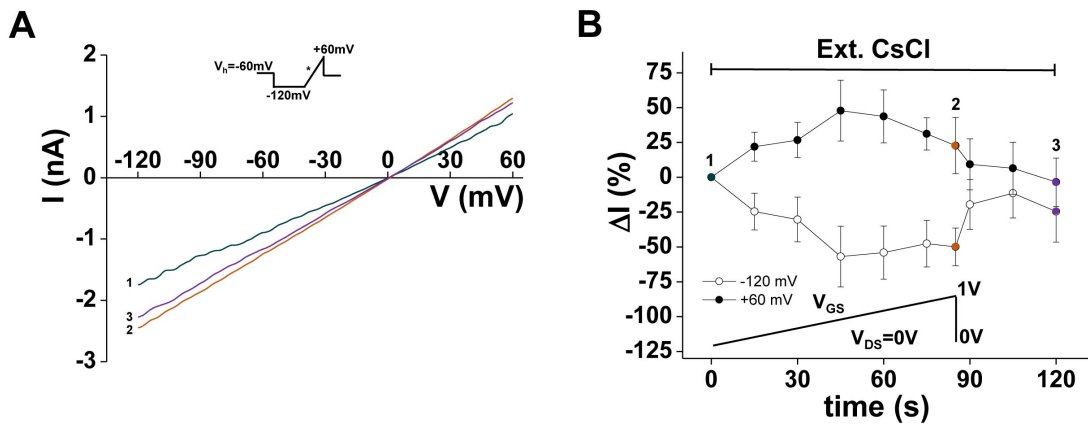 A
I (nA)
2
1
0
-1
-2
-3
-120 -90 -60 -30 0 30 60
V (mV)
Vh=-60mV
-120mV
*
+60mV
1
3
2
B
Ext. CsCl
ΔI (%)
75
50
25
0
-25
-50
-75
-100
-125
1
2
3
-120 mV
+60 mV
VGS
1V
VDS=0V
0V
0 30 60 90 120
time (s)